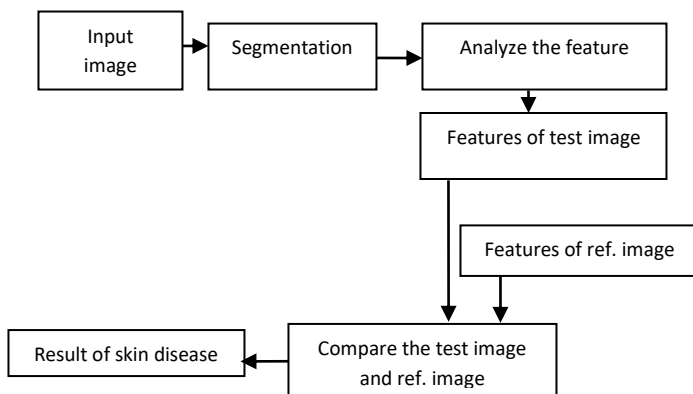 Input
image
Segmentation
Analyze the feature
Features of test image
Features of ref. image
Compare the test image
and ref. image
Result of skin disease